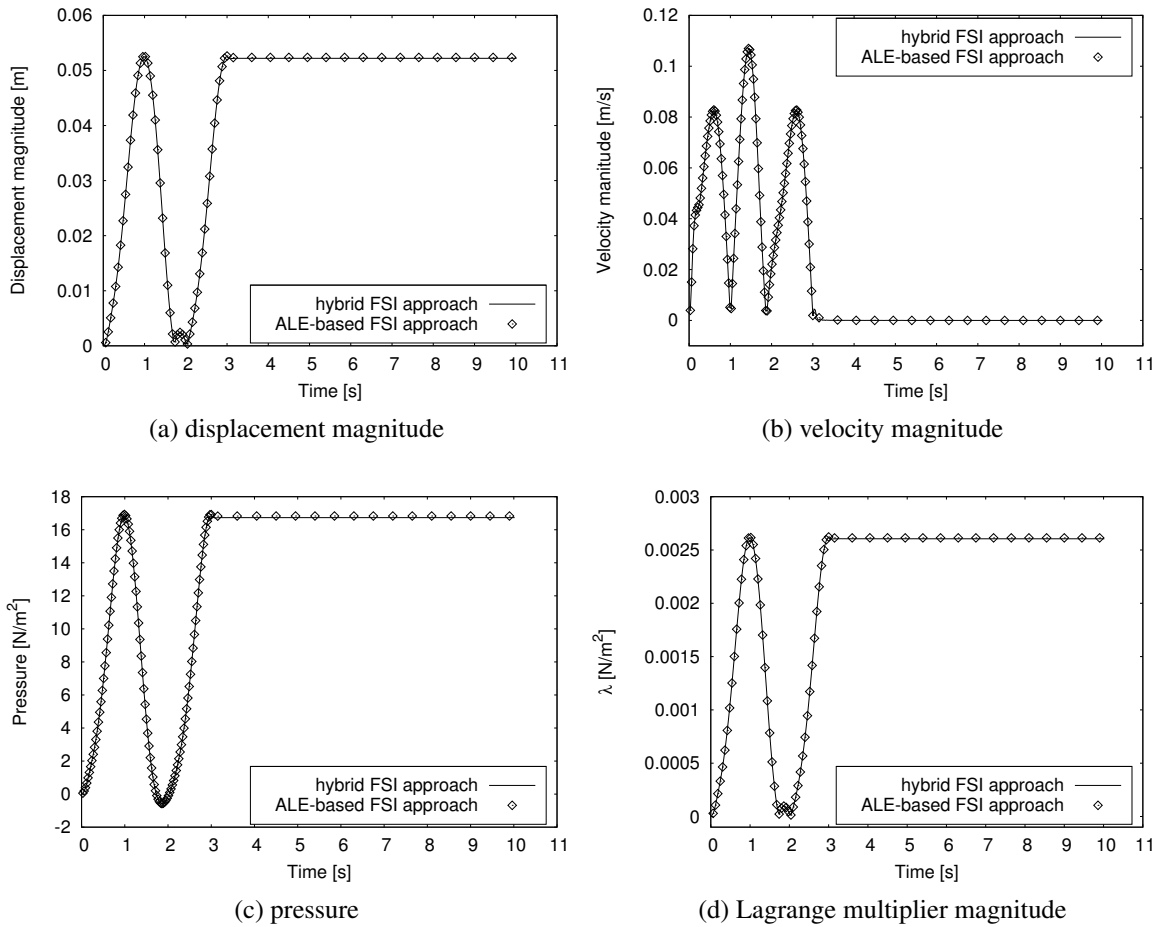 0.06
0.05
0.04
0.03
0.02
0.01
0
Displacement magnitude [m]
hybrid FSI approach
ALE-based FSI approach
0 1 2 3 4 5 6 7 8 9 10 11
Time [s]
(a) displacement magnitude
0.12
0.1
0.08
0.06
0.04
0.02
0
Velocity manitude [m/s]
hybrid FSI approach
ALE-based FSI approach
0 1 2 3 4 5 6 7 8 9 10 11
Time [s]
(b) velocity magnitude
18
16
14
12
10
8
6
4
2
0
-2
Pressure [N/m²]
hybrid FSI approach
ALE-based FSI approach
0 1 2 3 4 5 6 7 8 9 10 11
Time [s]
(c) pressure
0.003
0.0025
0.002
0.0015
0.001
0.0005
0
λ [N/m²]
hybrid FSI approach
ALE-based FSI approach
0 1 2 3 4 5 6 7 8 9 10 11
Time [s]
(d) Lagrange multiplier magnitude